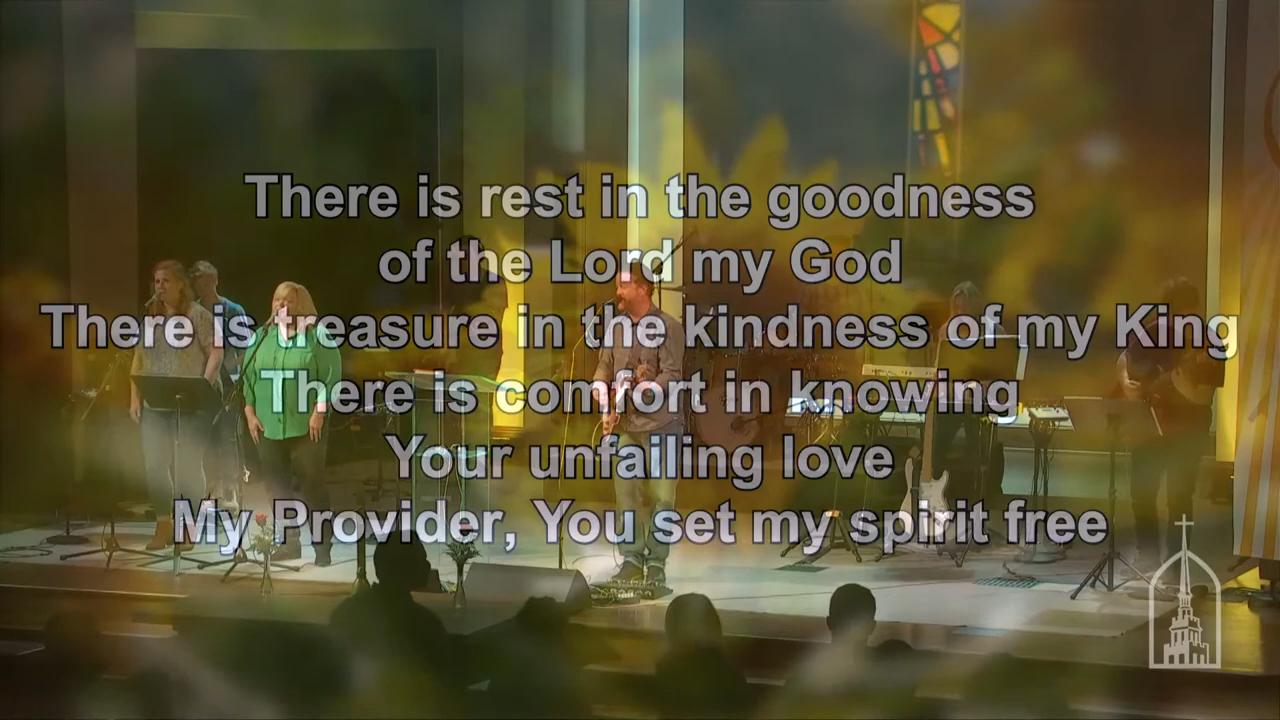 There is rest in the goodness
of the Lord my God
There is treasure in the kindness of my King
There is comfort in knowing
Your unfailing love
My Provider, You set my spirit free